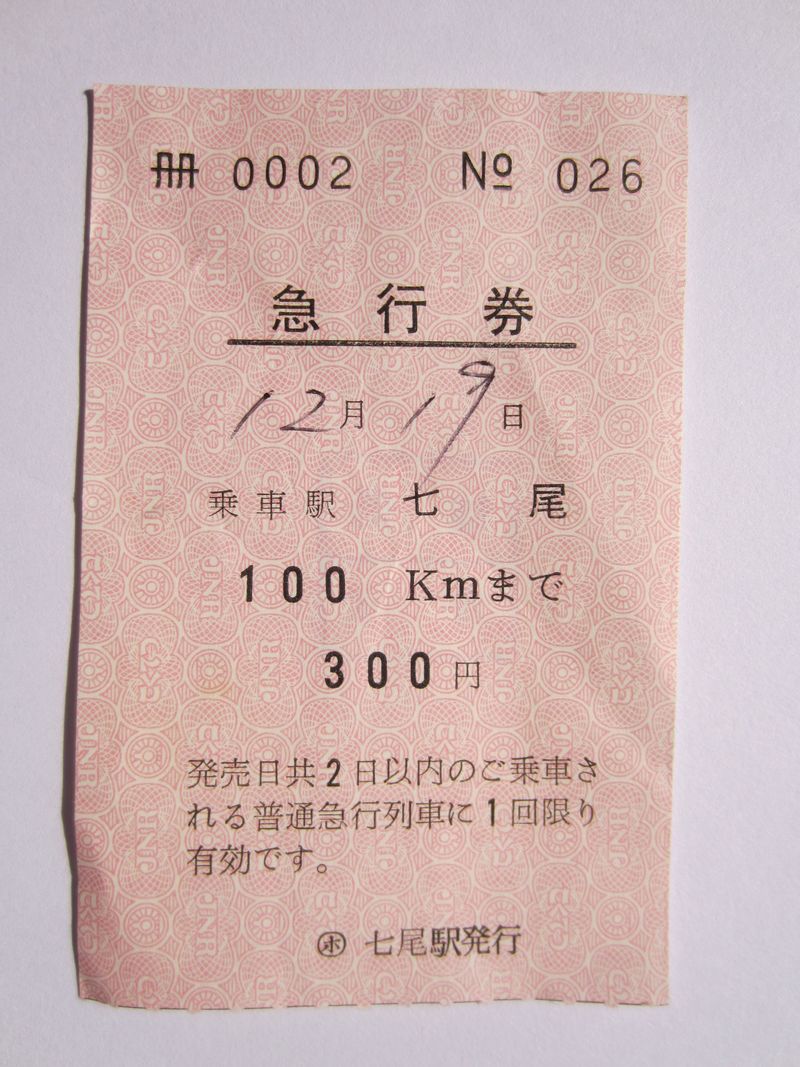 冊 0002 Nº 026
急行券
12月19日
乗車駅 七尾
100 Kmまで
300円
発売日共2日以内のご乗車さ
れる普通急行列車に1回限り
有効です。
㋭ 七尾駅発行